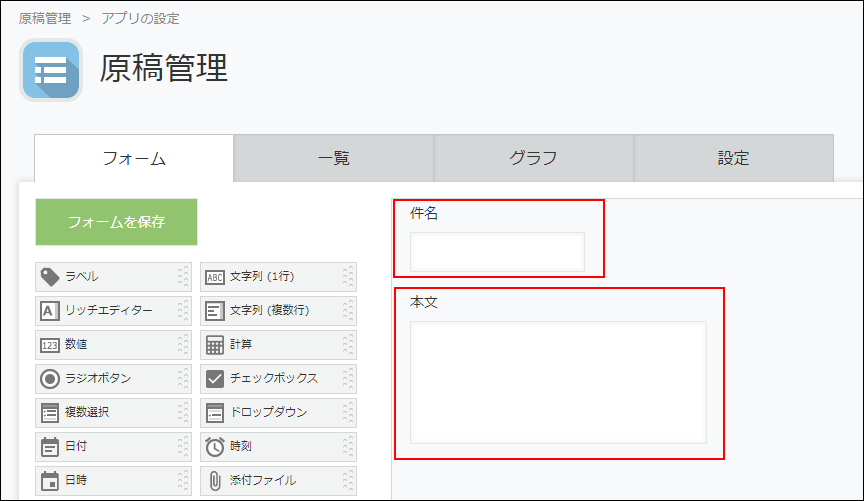 原稿管理 > アプリの設定
原稿管理
フォーム 一覧 グラフ 設定
フォームを保存
件名
ラベル ABC 文字列 (1行)
A リッチエディター 文字列 (複数行)
本文
123 数値 計算
ラジオボタン チェックボックス
複数選択 ドロップダウン
日付 時刻
日時 添付ファイル